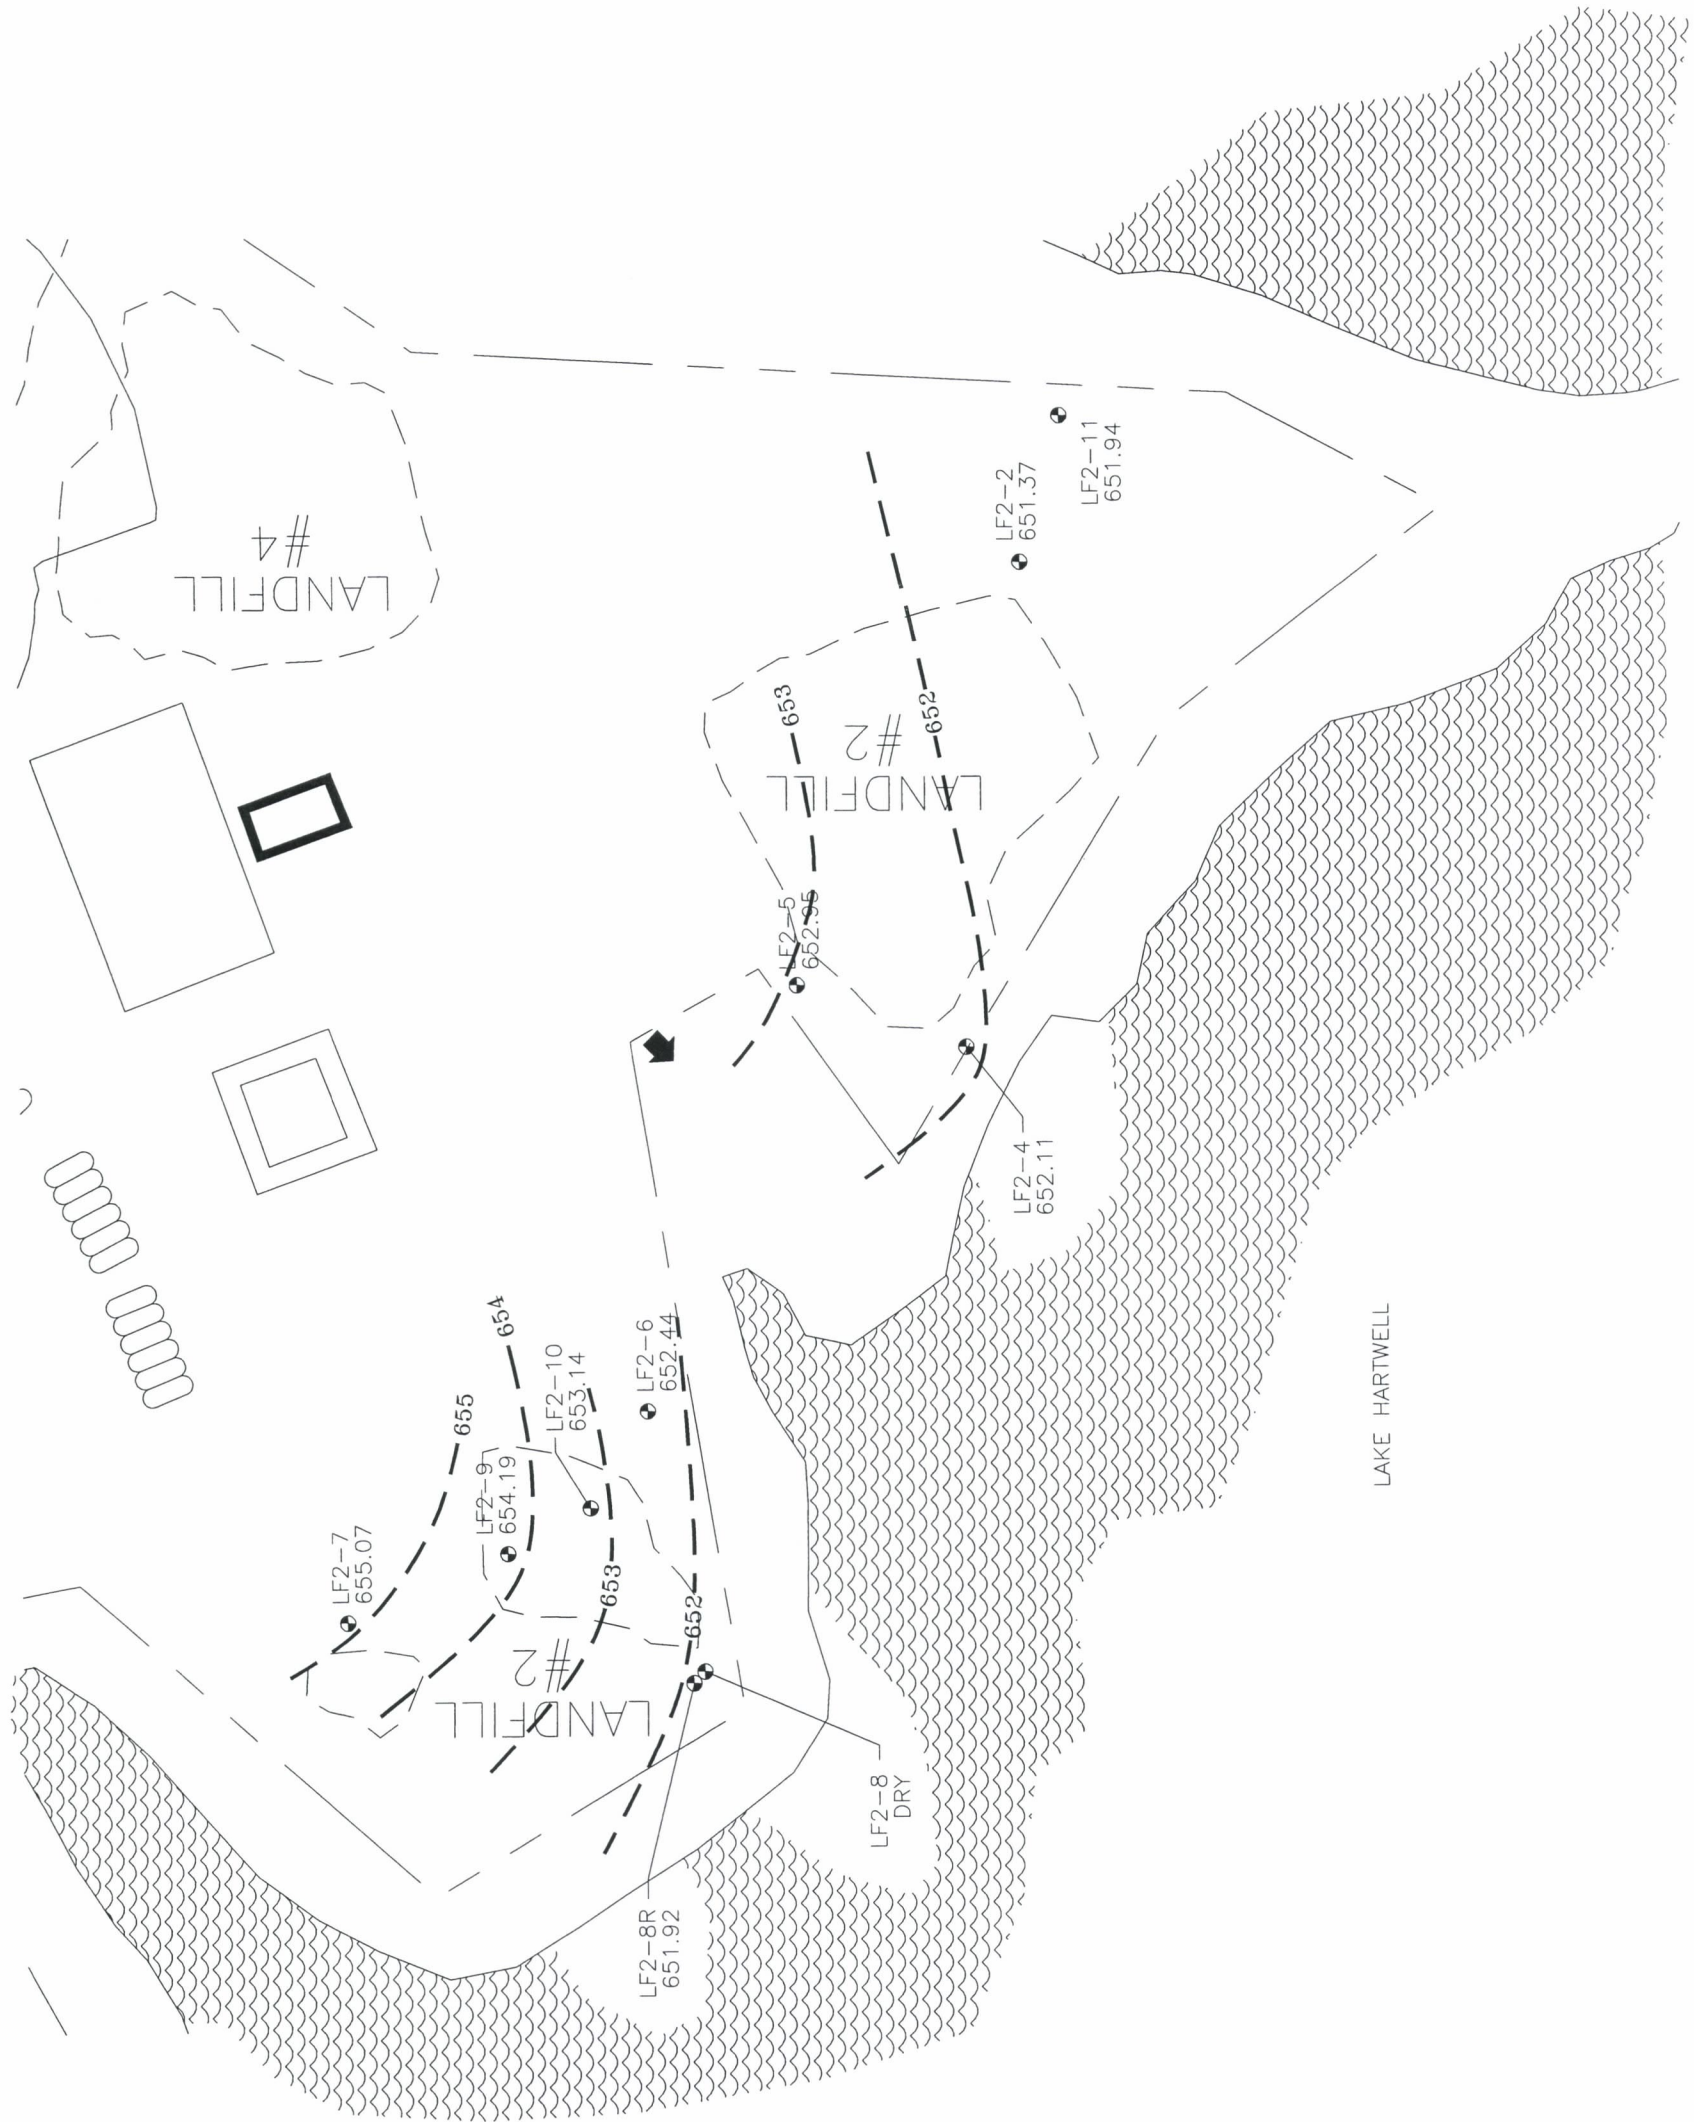 LANDFILL
#4
LF2-2
651.37
LF2-11
651.94
653
652
LANDFILL
#2
LF2-5
652.95
LF2-4
652.11
654
655
LF2-10
653.14
LF2-6
652.44
LF2-9
654.19
LF2-7
655.07
653
652
LANDFILL
#2
LF2-8
DRY
LF2-8R
651.92
LAKE HARTWELL